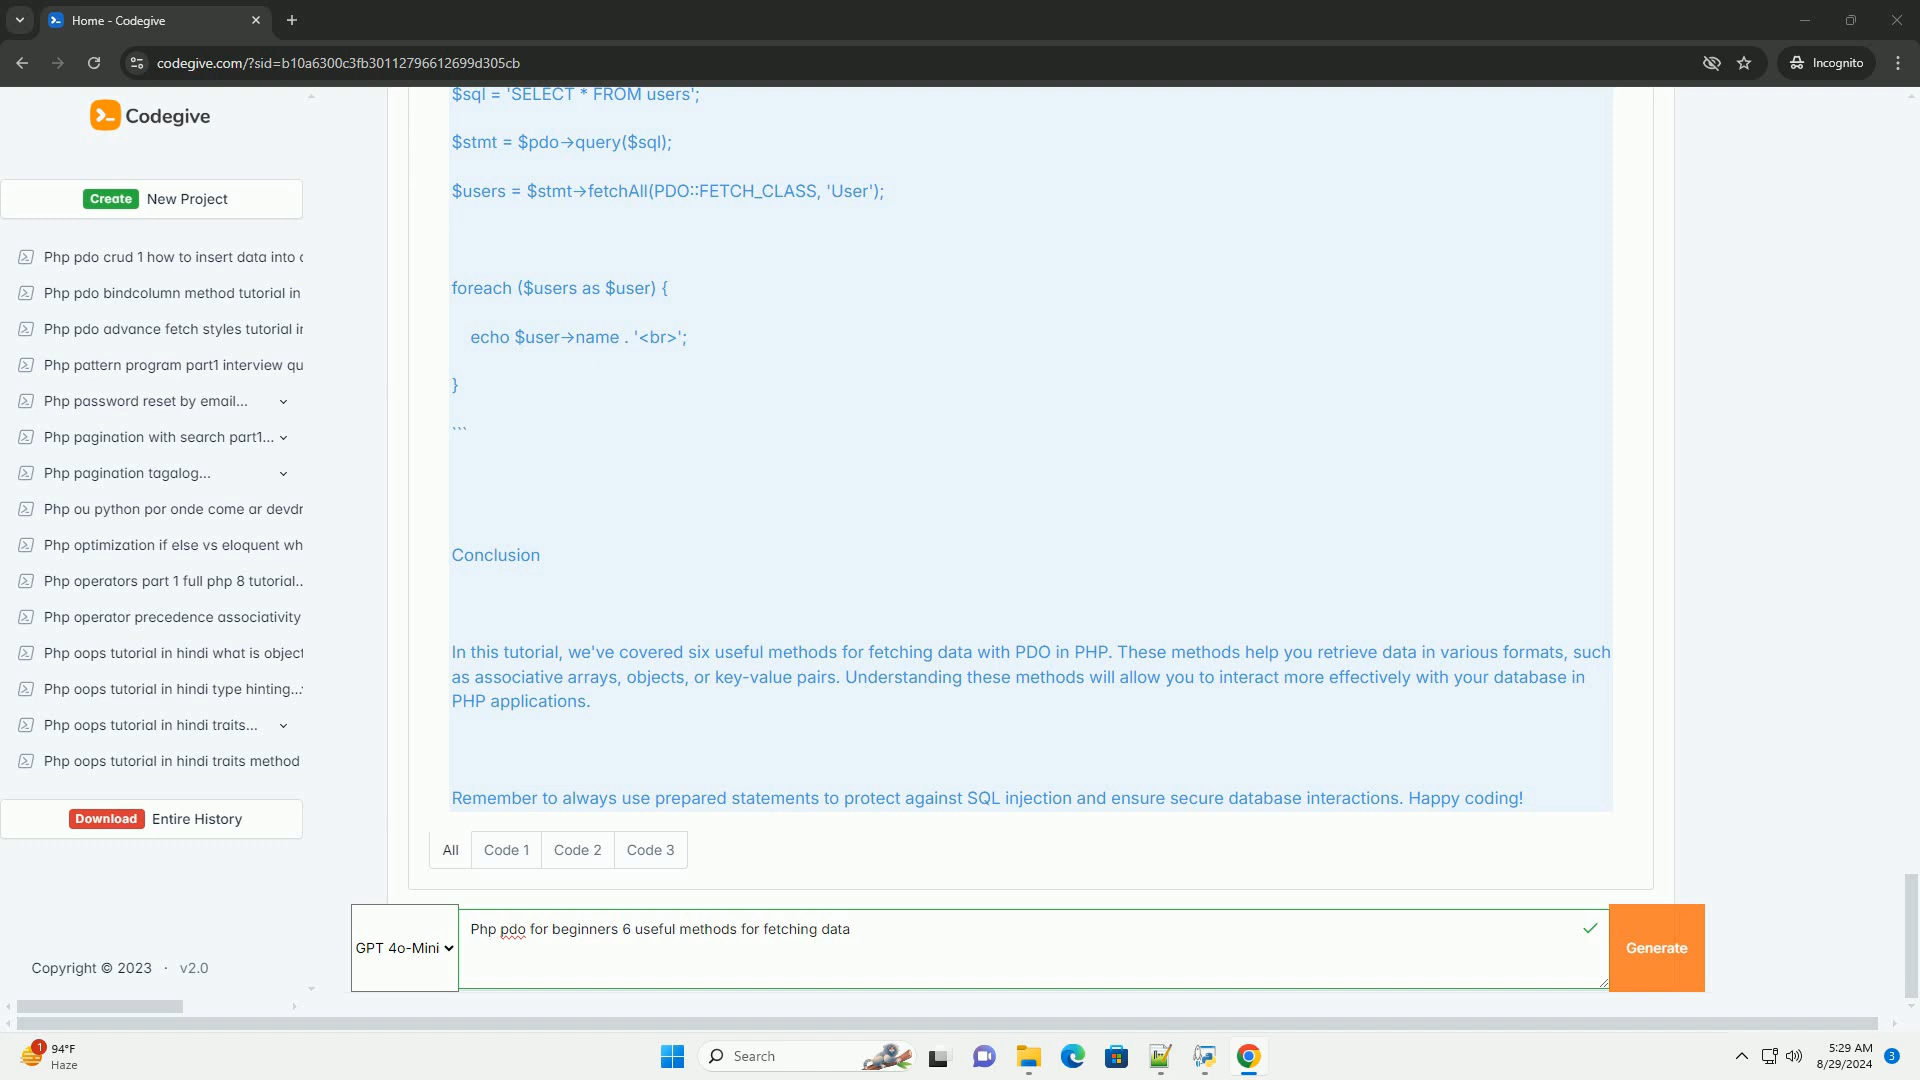 Home - Codegive
codegive.com/?sid=b10a6300c3fb30112796612699d305cb
Incognito
Codegive
Create New Project
Php pdo crud 1 how to insert data into
Php pdo bindcolumn method tutorial in
Php pdo advance fetch styles tutorial in
Php pattern program part1 interview qu
Php password reset by email...
Php pagination with search part1...
Php pagination tagalog...
Php ou python por onde come ar devdr
Php optimization if else vs eloquent wh
Php operators part 1 full php 8 tutorial..
Php operator precedence associativity
Php oops tutorial in hindi what is object
Php oops tutorial in hindi type hinting...
Php oops tutorial in hindi traits...
Php oops tutorial in hindi traits method
Download Entire History
Copyright © 2023 · v2.0
$sql = 'SELECT * FROM users';
$stmt = $pdo->query($sql);
$users = $stmt->fetchAll(PDO::FETCH_CLASS, 'User');
foreach ($users as $user) {
echo $user->name . '<br>';
}
```
Conclusion
In this tutorial, we've covered six useful methods for fetching data with PDO in PHP. These methods help you retrieve data in various formats, such
as associative arrays, objects, or key-value pairs. Understanding these methods will allow you to interact more effectively with your database in
PHP applications.
Remember to always use prepared statements to protect against SQL injection and ensure secure database interactions. Happy coding!
All Code 1 Code 2 Code 3
GPT 4o-Mini
Php pdo for beginners 6 useful methods for fetching data
Generate
1
94°F
Haze
Search
5:29 AM
8/29/2024
3